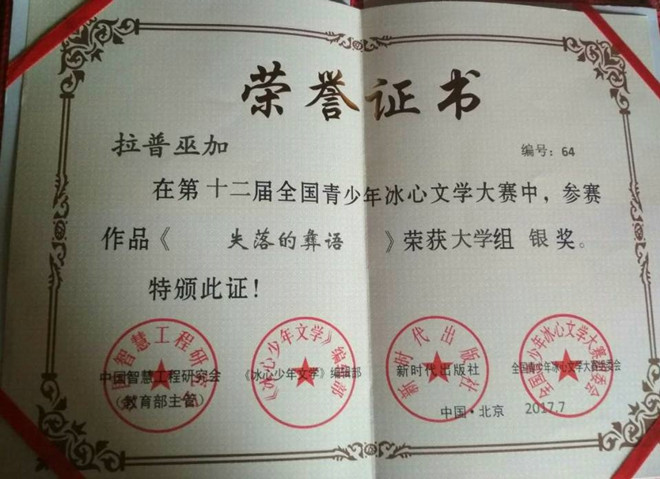 荣誉证书
拉普巫加
编号：64
在第十二届全国青少年冰心文学大赛中，参赛
作品《 失落的彝语 》荣获大学组 银奖。
特颁此证！
中国智慧工程研究会
（教育部主管）
《冰心少年文学》编辑部
新时代出版社
全国青少年冰心文学大赛组委会
中国·北京 2017.7